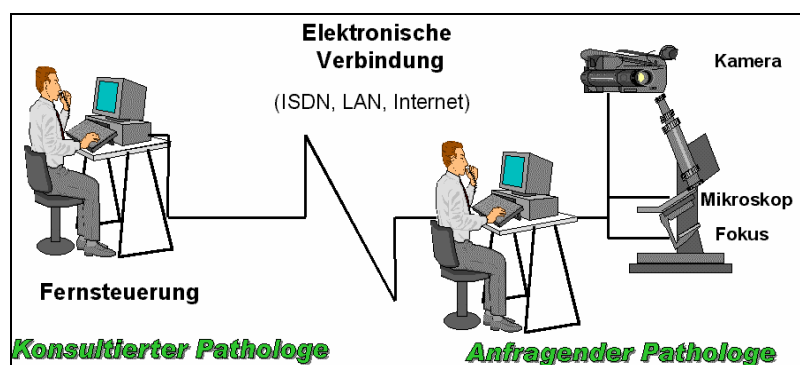 Elektronische
Verbindung
(ISDN, LAN, Internet)
Kamera
Mikroskop
Fokus
Fernsteuerung
Konsultierter Pathologe
Anfragender Pathologe